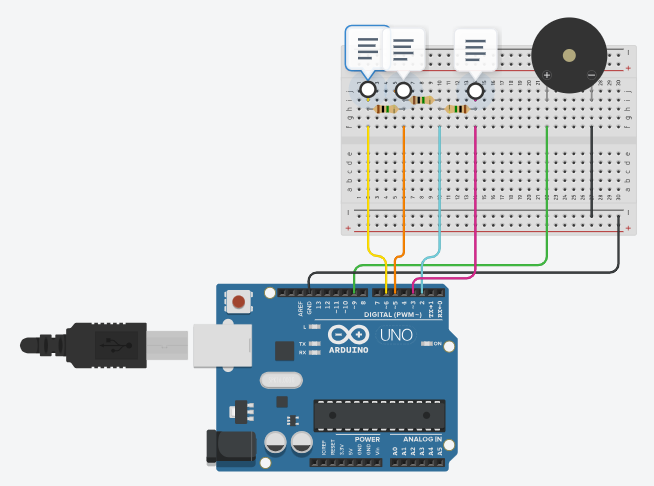 + −
j
i
h
g
f
e
d
c
b
a
AREF
GND
13
12
~11
~10
~9
8
7
~6
~5
4
~3
2
TX→1
RX←0
DIGITAL (PWM~)
L
TX
RX
ARDUINO
UNO
ON
POWER
ANALOG IN
IOREF
RESET
3.3V
5V
GND
GND
Vin
A0
A1
A2
A3
A4
A5